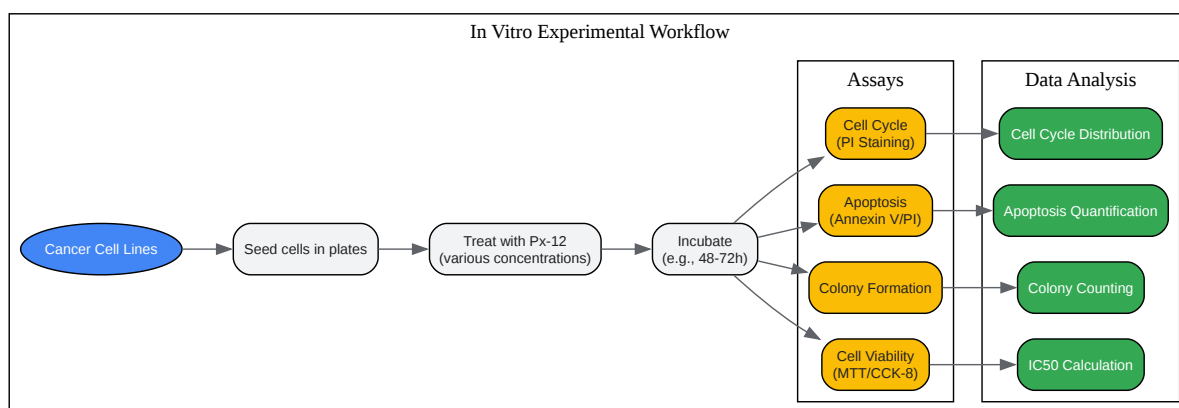 In Vitro Experimental Workflow
Assays
Data Analysis
Cell Cycle
(PI Staining)
Cell Cycle Distribution
Apoptosis
(Annexin V/PI)
Apoptosis Quantification
Cancer Cell Lines
Seed cells in plates
Treat with Px-12
(various concentrations)
Incubate
(e.g., 48-72h)
Colony Formation
Colony Counting
Cell Viability
(MTT/CCK-8)
IC50 Calculation